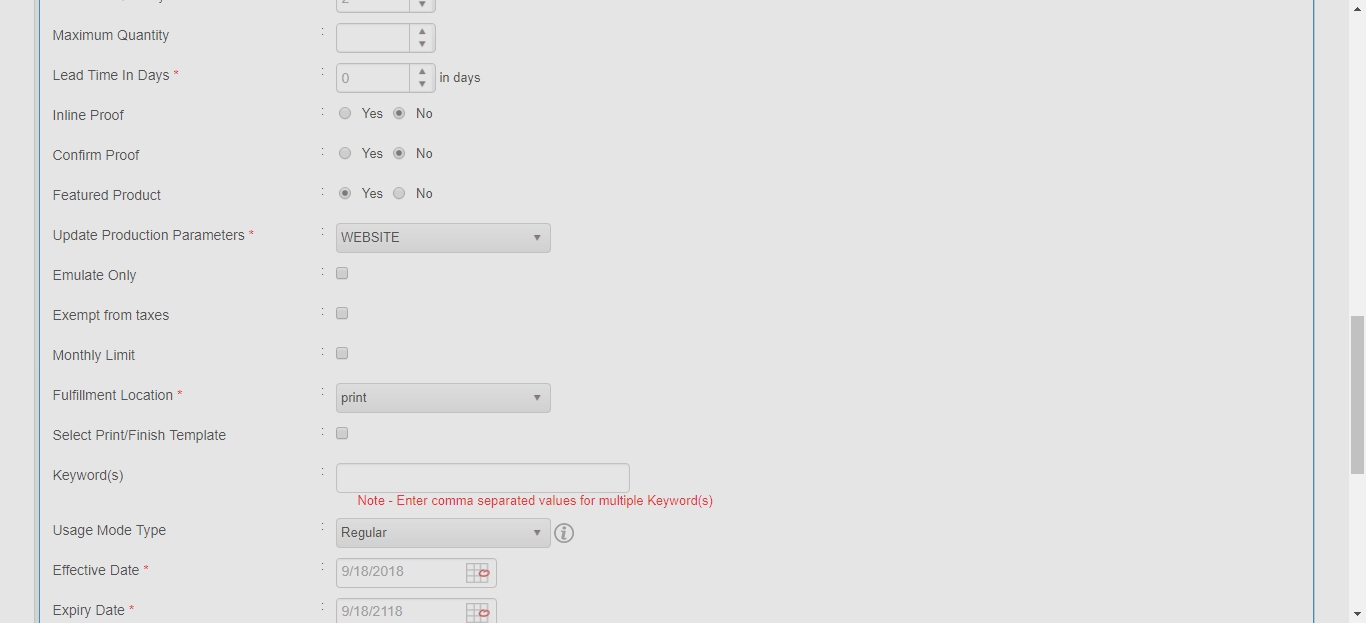 Maximum Quantity :
Lead Time In Days * : 0 in days
Inline Proof : Yes No
Confirm Proof : Yes No
Featured Product : Yes No
Update Production Parameters * : WEBSITE
Emulate Only :
Exempt from taxes :
Monthly Limit :
Fulfillment Location * : print
Select Print/Finish Template :
Keyword(s) :
Note - Enter comma separated values for multiple Keyword(s)
Usage Mode Type : Regular
Effective Date * : 9/18/2018
Expiry Date * : 9/18/2118